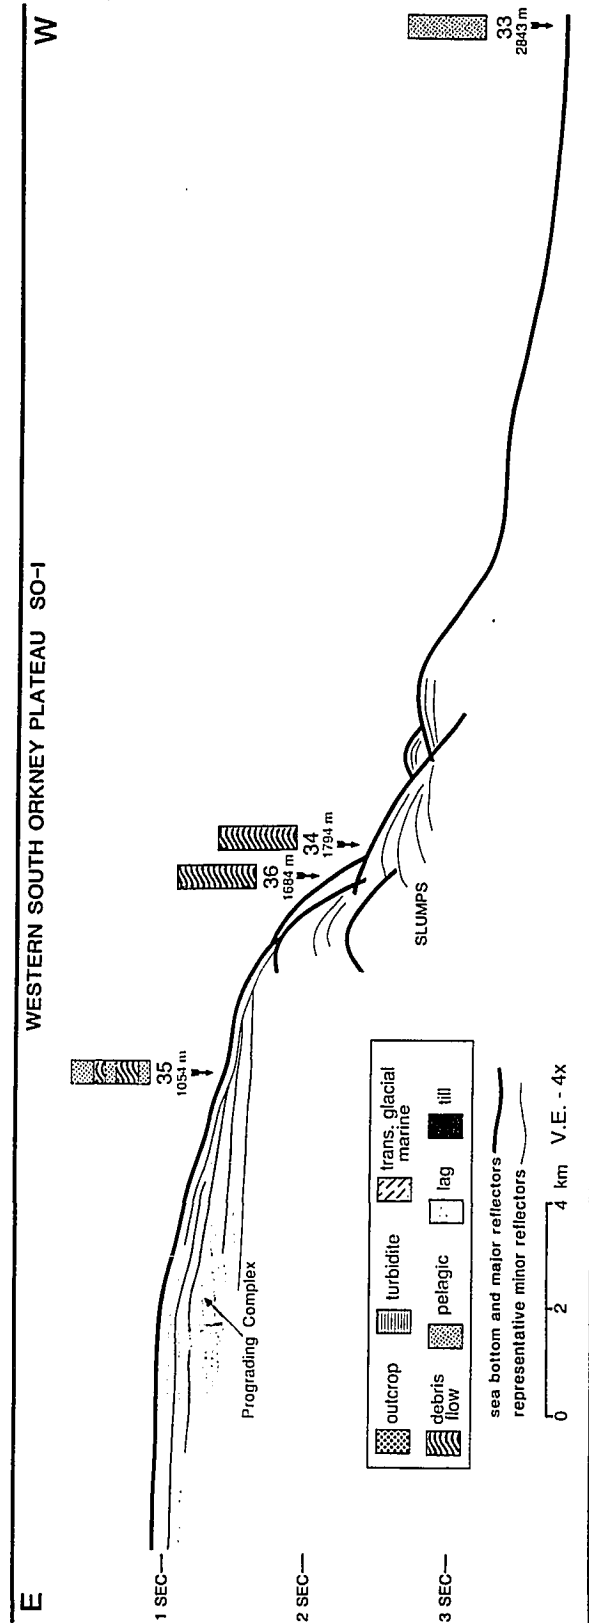 WESTERN SOUTH ORKNEY PLATEAU SO-I
E
W
1 SEC
2 SEC
3 SEC
Prograding Complex
35
1054 m
36
1684 m
34
1794 m
33
2843 m
SLUMPS
outcrop
turbidite
trans. glacial
marine
debris
flow
pelagic
lag
till
sea bottom and major reflectors
representative minor reflectors
0 2 4 km V.E. - 4x